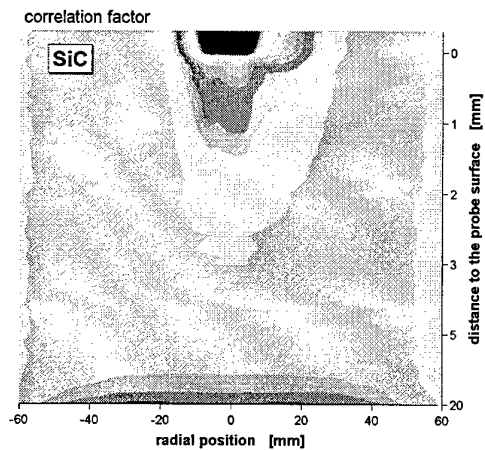 correlation factor
SiC
0
1
2
3
5
20
distance to the probe surface [mm]
-60 -40 -20 0 20 40 60
radial position [mm]